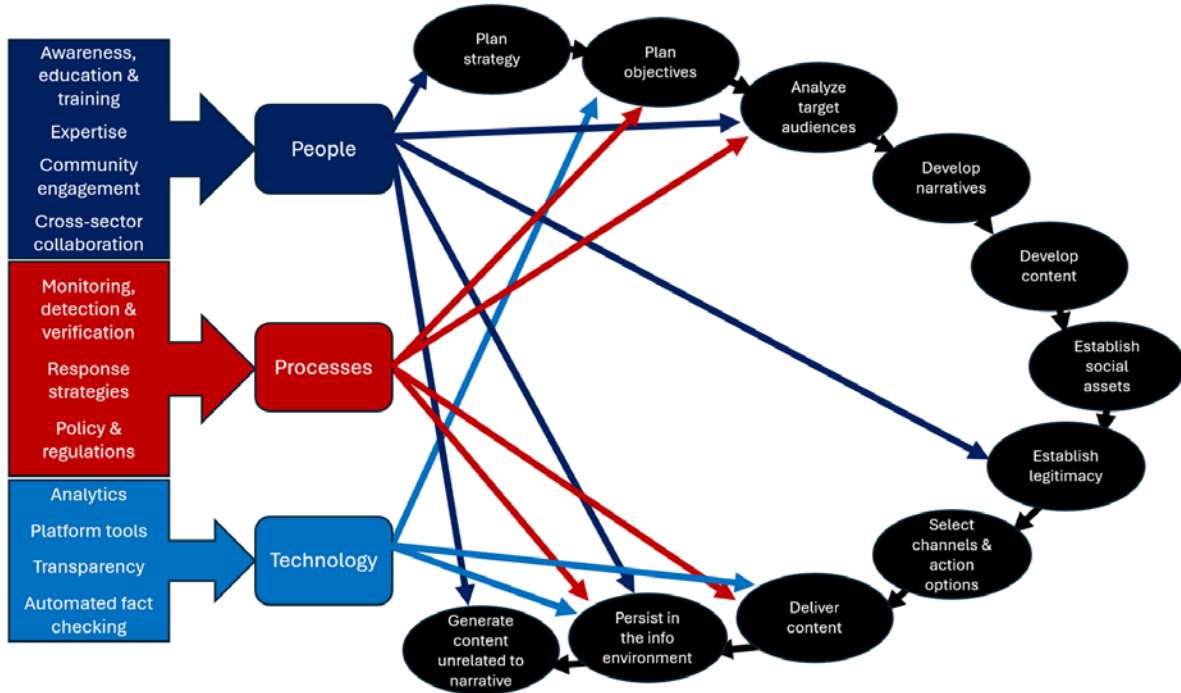 Awareness,
education &
training
Expertise
Community
engagement
Cross-sector
collaboration
Monitoring,
detection &
verification
Response
strategies
Policy &
regulations
Analytics
Platform tools
Transparency
Automated fact
checking
People
Processes
Technology
Plan
strategy
Plan
objectives
Analyze
target
audiences
Develop
narratives
Develop
content
Establish
social
assets
Establish
legitimacy
Select
channels &
action
options
Deliver
content
Persist in
the info
environment
Generate
content
unrelated to
narrative